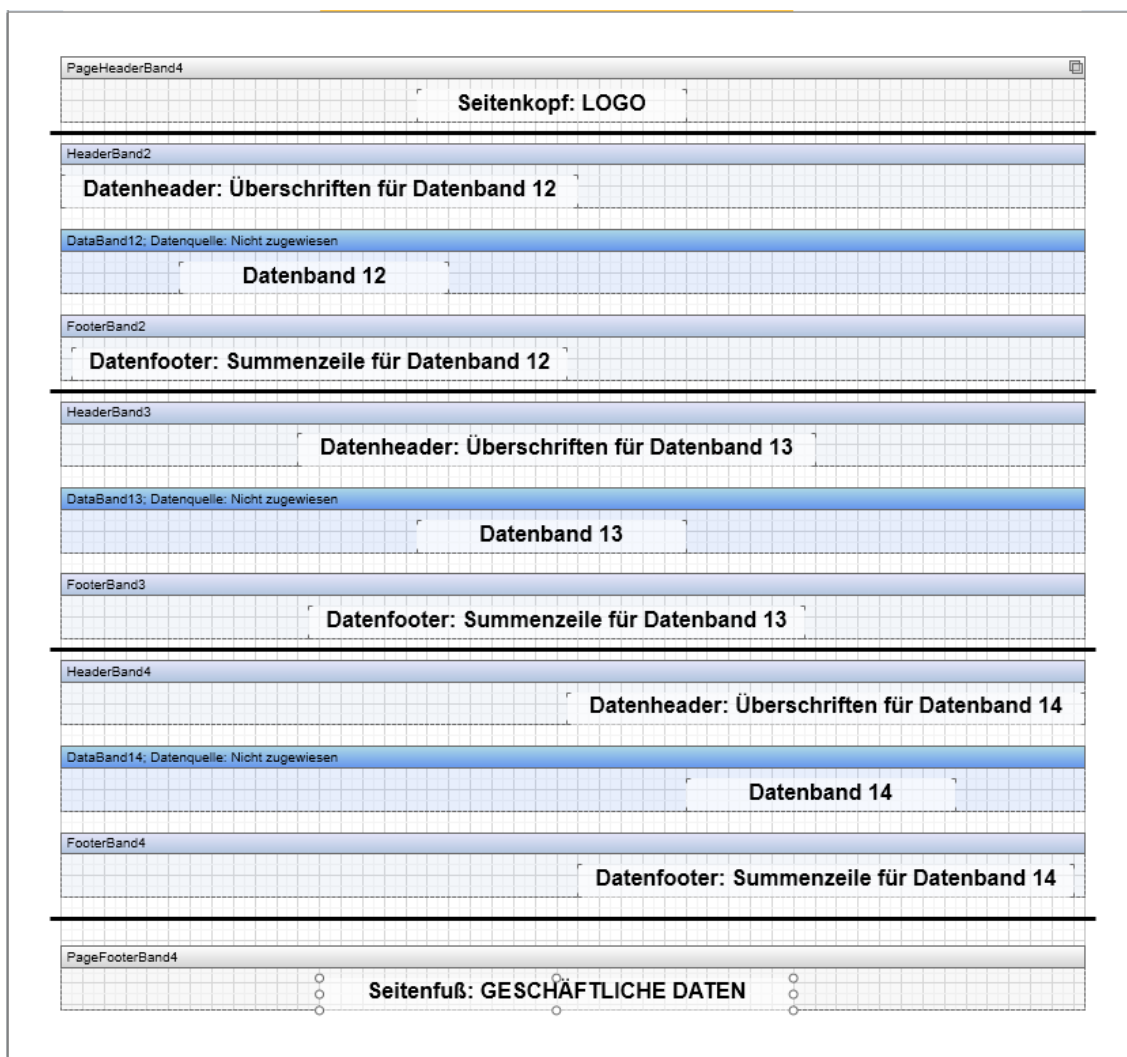 PageHeaderBand4
Seitenkopf: LOGO
HeaderBand2
Datenheader: Überschriften für Datenband 12
DataBand12; Datenquelle: Nicht zugewiesen
Datenband 12
FooterBand2
Datenfooter: Summenzeile für Datenband 12
HeaderBand3
Datenheader: Überschriften für Datenband 13
DataBand13; Datenquelle: Nicht zugewiesen
Datenband 13
FooterBand3
Datenfooter: Summenzeile für Datenband 13
HeaderBand4
Datenheader: Überschriften für Datenband 14
DataBand14; Datenquelle: Nicht zugewiesen
Datenband 14
FooterBand4
Datenfooter: Summenzeile für Datenband 14
PageFooterBand4
Seitenfuß: GESCHÄFTLICHE DATEN